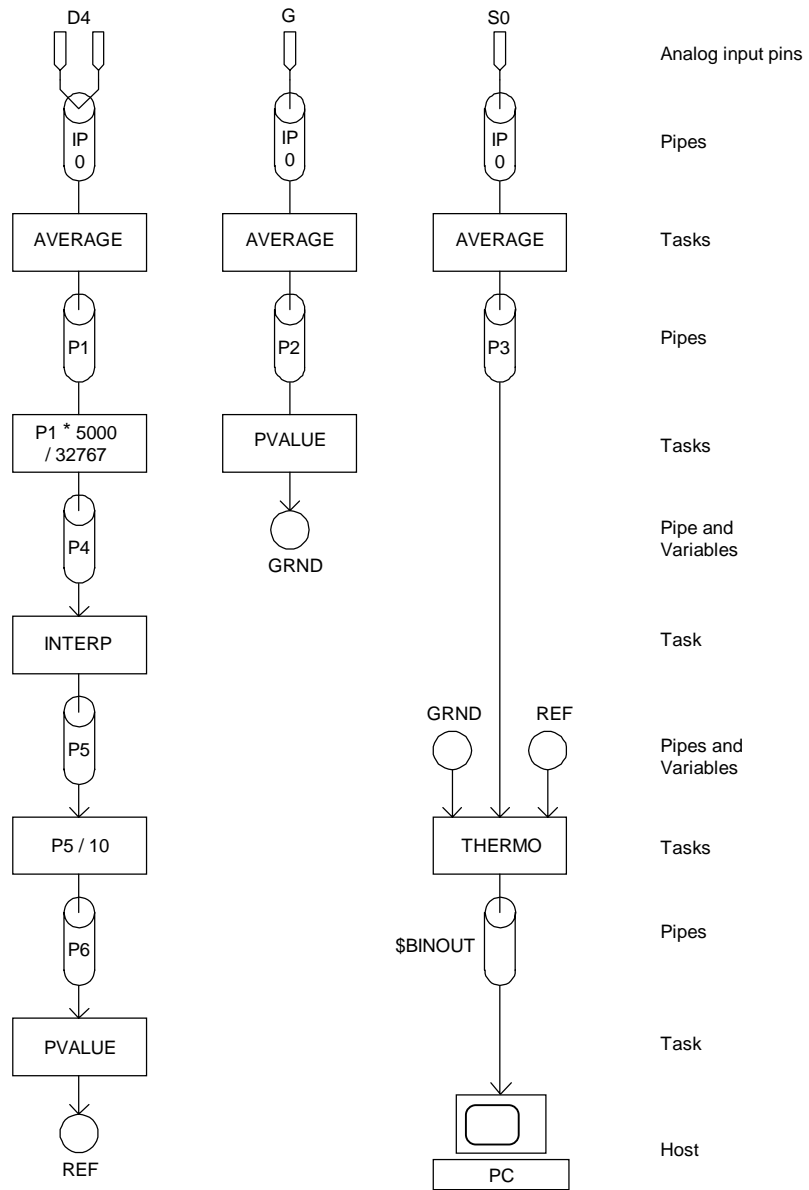 D4
G
S0
Analog input pins
IP
0
IP
0
IP
0
Pipes
AVERAGE
AVERAGE
AVERAGE
Tasks
P1
P2
P3
Pipes
P1 * 5000
/ 32767
PVALUE
Tasks
P4
GRND
Pipe and
Variables
INTERP
Task
GRND
REF
P5
Pipes and
Variables
P5 / 10
THERMO
Tasks
P6
$BINOUT
Pipes
PVALUE
Task
REF
PC
Host